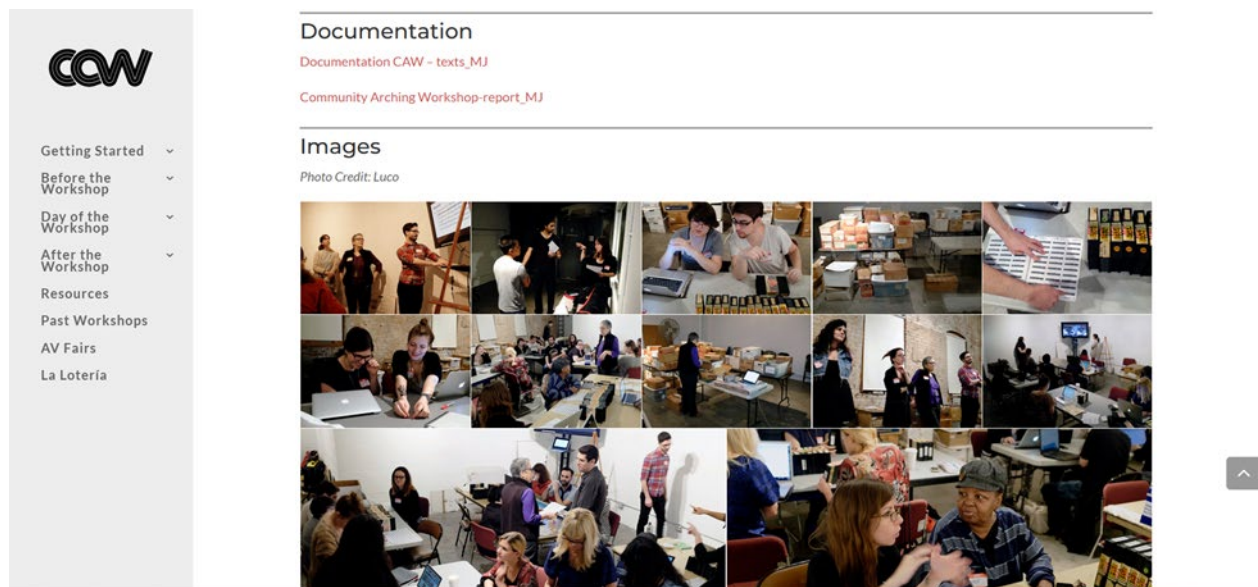 CAW
Getting Started
Before the
Workshop
Day of the
Workshop
After the
Workshop
Resources
Past Workshops
AV Fairs
La Lotería
Documentation
Documentation CAW – texts_MJ
Community Arching Workshop-report_MJ
Images
Photo Credit: Luco